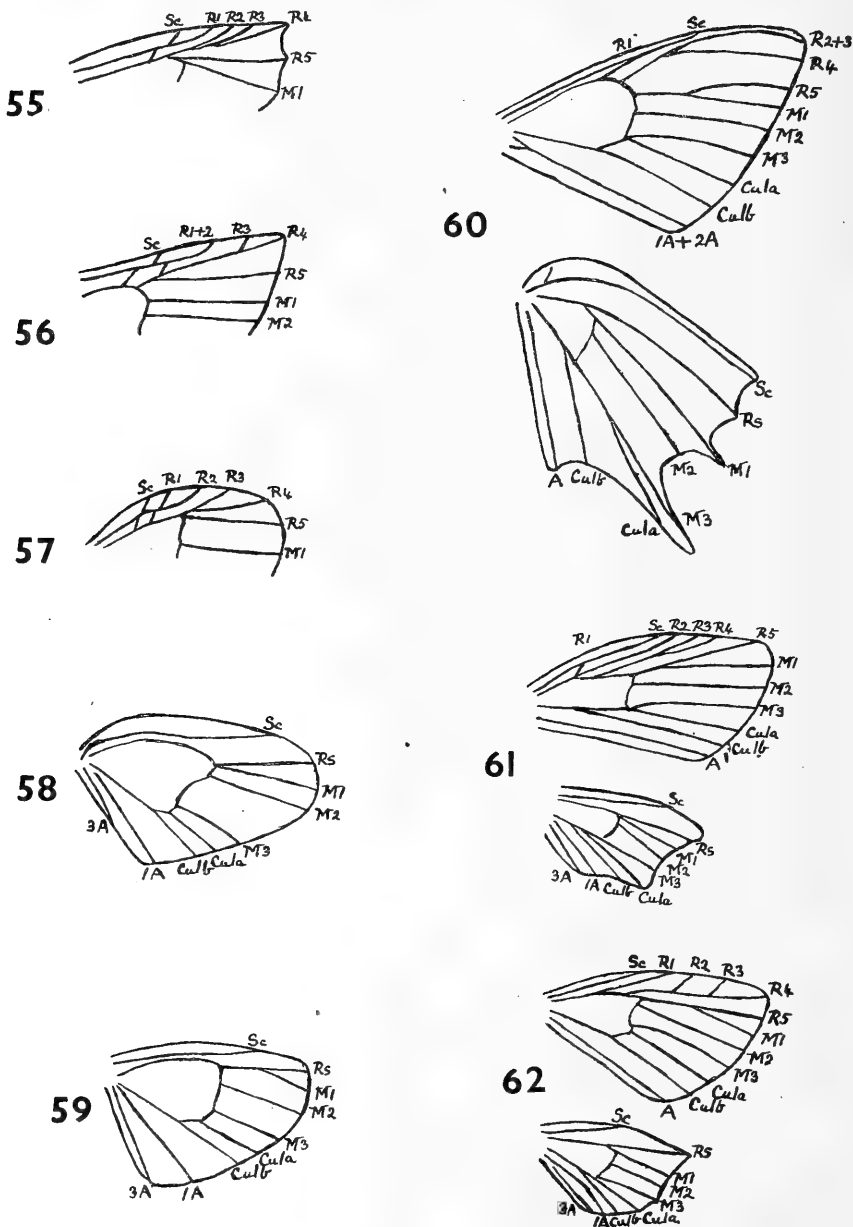 Sc R1 R2 R3 R4
R5
M1
55
Sc R1+2 R3 R4
R5
M1
M2
56
Sc R1 R2 R3 R4
R5
M1
57
Sc
Rs
M1
M2
M3
Cu1a
Cu1b
1A
3A
58
Sc
Rs
M1
M2
M3
Cu1a
Cu1b
1A
3A
59
R1 Sc
R2+3
R4
R5
M1
M2
M3
Cu1a
Cu1b
1A+2A
60
Sc
Rs
M1
M2
M3
Cu1a
Cu1b
A
R1 Sc R2 R3 R4 R5
M1
M2
M3
Cu1a
Cu1b
A
61
Sc
Rs
M1
M2
M3
Cu1a
Cu1b
1A
3A
Sc R1 R2 R3
R4
R5
M1
M2
M3
Cu1a
Cu1b
A
62
Sc
Rs
M1
M2
M3
1A Cu1b Cu1a
3A